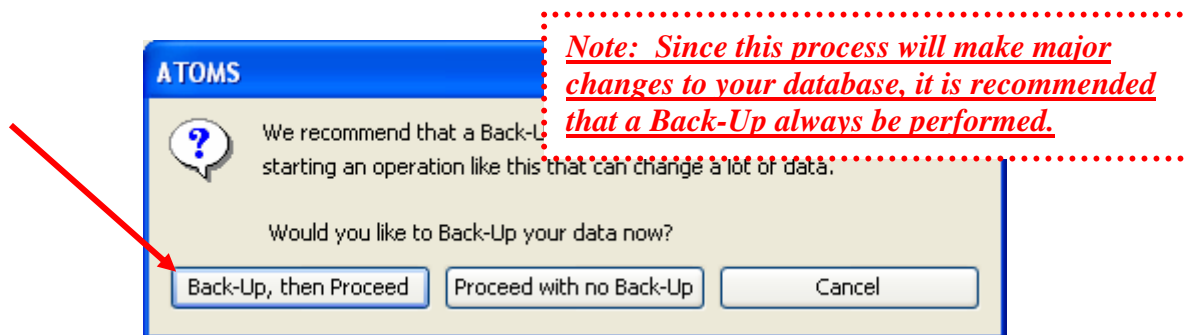 ATOMS
Note: Since this process will make major
changes to your database, it is recommended
that a Back-Up always be performed.
We recommend that a Back-U
starting an operation like this that can change a lot of data.
Would you like to Back-Up your data now?
Back-Up, then Proceed
Proceed with no Back-Up
Cancel